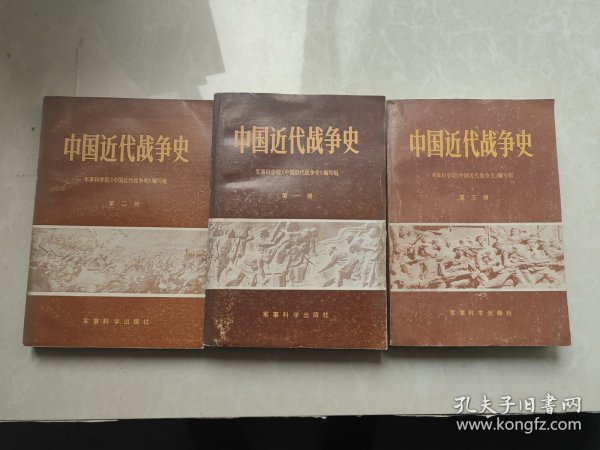 中国近代战争史
军事科学院《中国近代战争史》编写组
第二册
军事科学出版社
中国近代战争史
军事科学院《中国近代战争史》编写组
第一册
军事科学出版社
中国近代战争史
军事科学院《中国近代战争史》编写组
第三册
军事科学出版社
孔夫子旧书网
www.kongfz.com